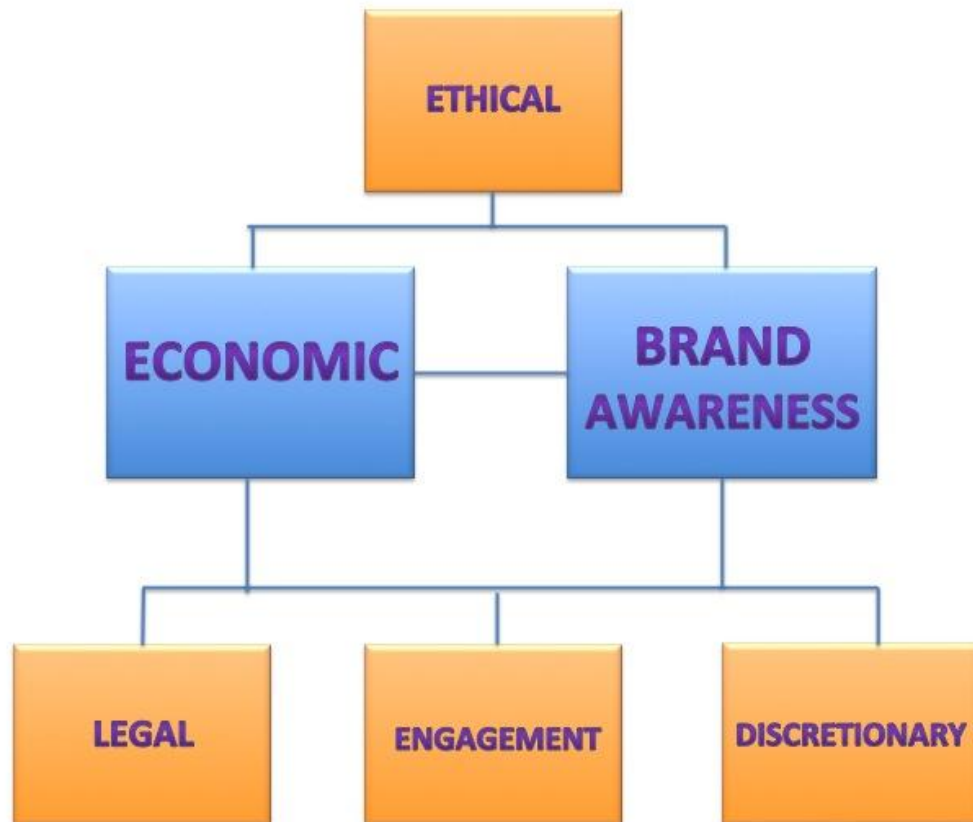 ETHICAL
ECONOMIC
BRAND
AWARENESS
LEGAL
ENGAGEMENT
DISCRETIONARY